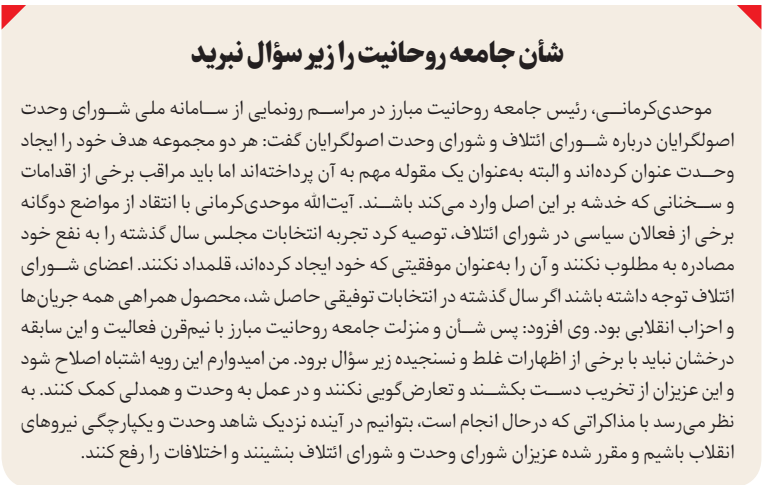 شأن جامعه روحانیت را زیر سؤال نبرید
موحدی‌کرمانی، رئیس جامعه روحانیت مبارز در مراسم رونمایی از سامانه ملی شورای وحدت
اصولگرایان درباره شورای ائتلاف و شورای وحدت اصولگرایان گفت: هر دو مجموعه هدف خود را ایجاد
وحدت عنوان کرده‌اند و البته به‌عنوان یک مقوله مهم به آن پرداخته‌اند اما باید مراقب برخی از اقدامات
و سخنانی که خدشه بر این اصل وارد می‌کند باشند. آیت‌الله موحدی‌کرمانی با انتقاد از مواضع دوگانه
برخی از فعالان سیاسی در شورای ائتلاف، توصیه کرد تجربه انتخابات مجلس سال گذشته را به نفع خود
مصادره به مطلوب نکنند و آن را به‌عنوان موفقیتی که خود ایجاد کرده‌اند، قلمداد نکنند. اعضای شورای
ائتلاف توجه داشته باشند اگر سال گذشته در انتخابات توفیقی حاصل شد، محصول همراهی همه جریان‌ها
و احزاب انقلابی بود. وی افزود: پس شأن و منزلت جامعه روحانیت مبارز با نیم‌قرن فعالیت و این سابقه
درخشان نباید با برخی از اظهارات غلط و نسنجیده زیر سؤال برود. من امیدوارم این رویه اشتباه اصلاح شود
و این عزیزان از تخریب دست بکشند و تعارض‌گویی نکنند و در عمل به وحدت و همدلی کمک کنند. به
نظر می‌رسد با مذاکراتی که درحال انجام است، بتوانیم در آینده نزدیک شاهد وحدت و یکپارچگی نیروهای
انقلاب باشیم و مقرر شده عزیزان شورای وحدت و شورای ائتلاف بنشینند و اختلافات را رفع کنند.